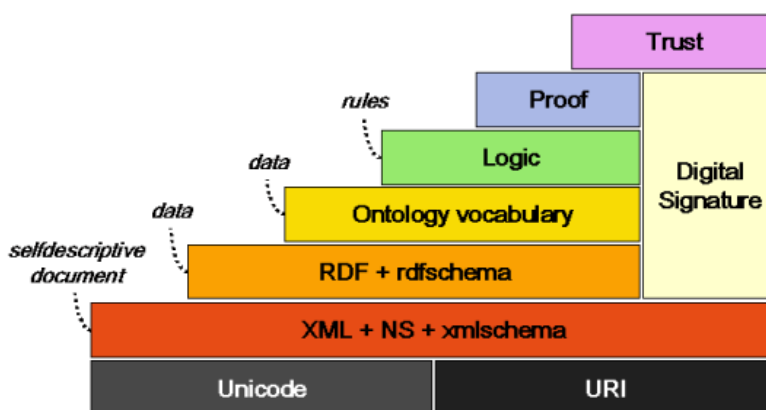 Trust
rules
Proof
data
Logic
Digital
Signature
data
Ontology vocabulary
selfdescriptive
document
RDF + rdfschema
XML + NS + xmlschema
Unicode
URI